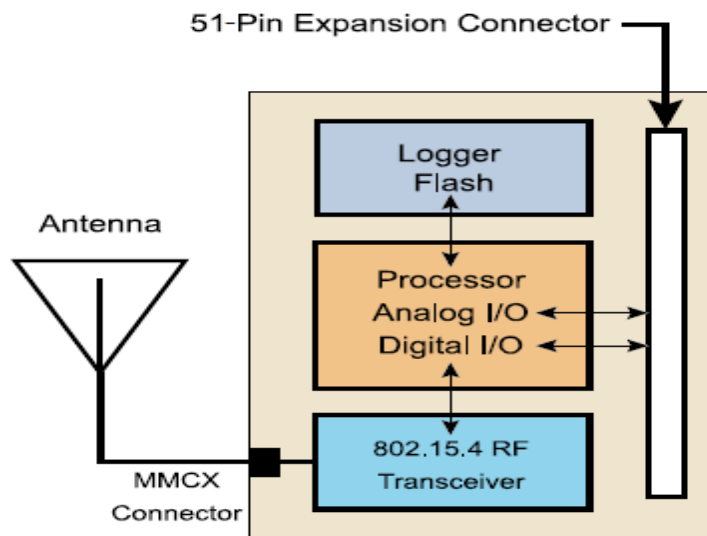 51-Pin Expansion Connector
Logger
Flash
Antenna
Processor
Analog I/O
Digital I/O
802.15.4 RF
Transceiver
MMCX
Connector